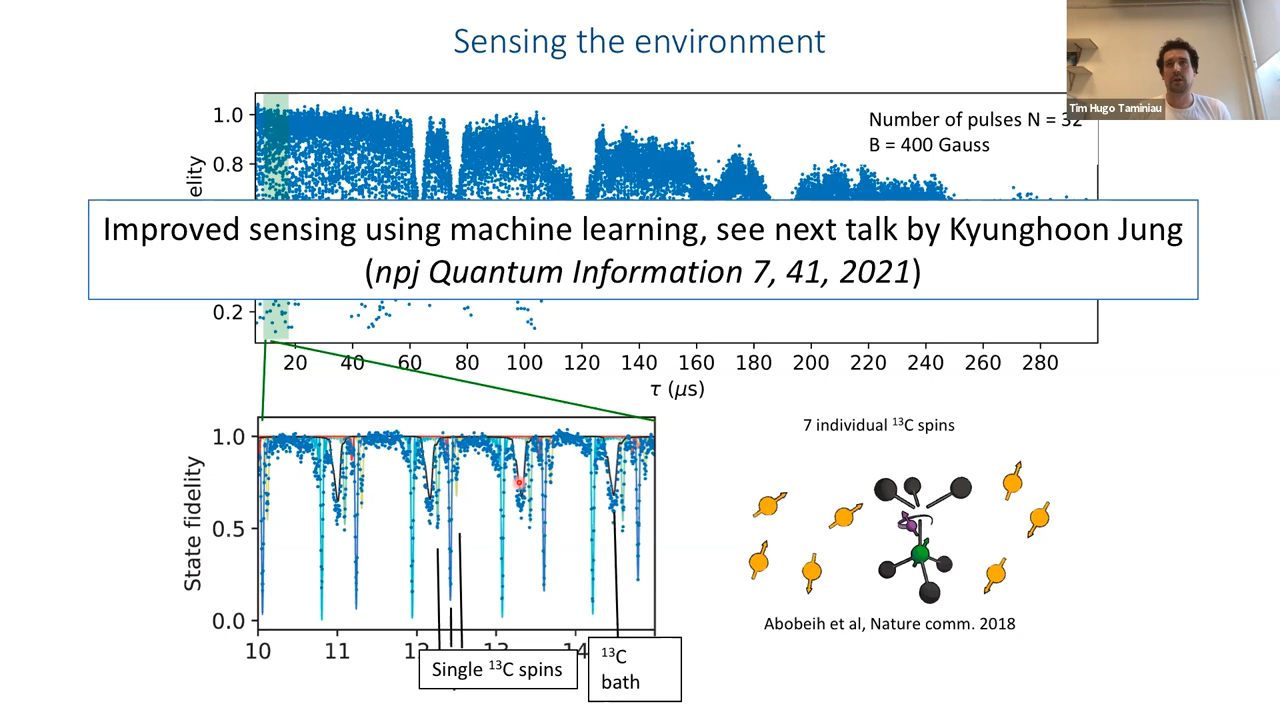 Sensing the environment
Tim Hugo Taminiau
Number of pulses N = 32
B = 400 Gauss
1.0
0.8
elity
Improved sensing using machine learning, see next talk by Kyunghoon Jung
(npj Quantum Information 7, 41, 2021)
0.2
20 40 60 80 100 120 140 160 180 200 220 240 260 280
τ (μs)
7 individual ¹³C spins
1.0
0.5
0.0
State fidelity
10 11 12 13 14
Single ¹³C spins
¹³C
bath
Abobeih et al, Nature comm. 2018